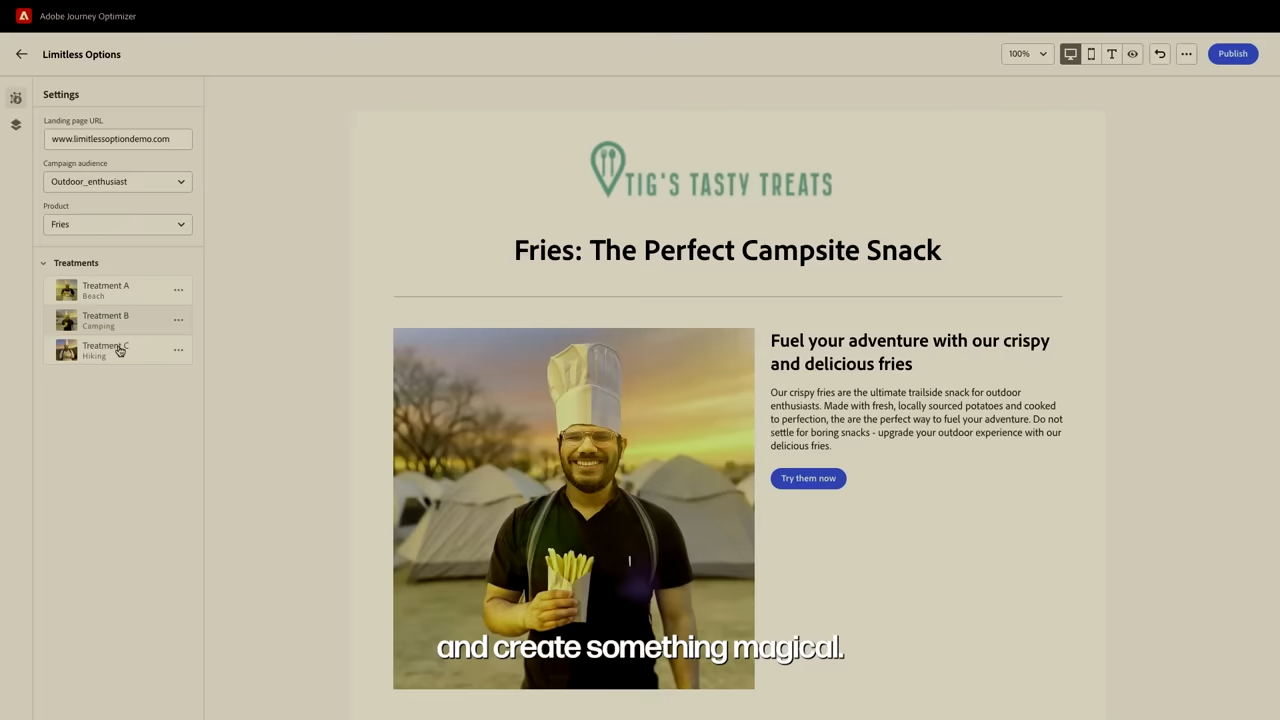 Adobe Journey Optimizer
Limitless Options
100%
Publish
Settings
Landing page URL
www.limitlessoptiondemo.com
Campaign audience
Outdoor_enthusiast
Product
Fries
Treatments
Treatment A
Beach
Treatment B
Camping
Treatment C
Hiking
TIG'S TASTY TREATS
Fries: The Perfect Campsite Snack
Fuel your adventure with our crispy
and delicious fries
Our crispy fries are the ultimate trailside snack for outdoor
enthusiasts. Made with fresh, locally sourced potatoes and cooked
to perfection, the are the perfect way to fuel your adventure. Do not
settle for boring snacks - upgrade your outdoor experience with our
delicious fries.
Try them now
and create something magical.